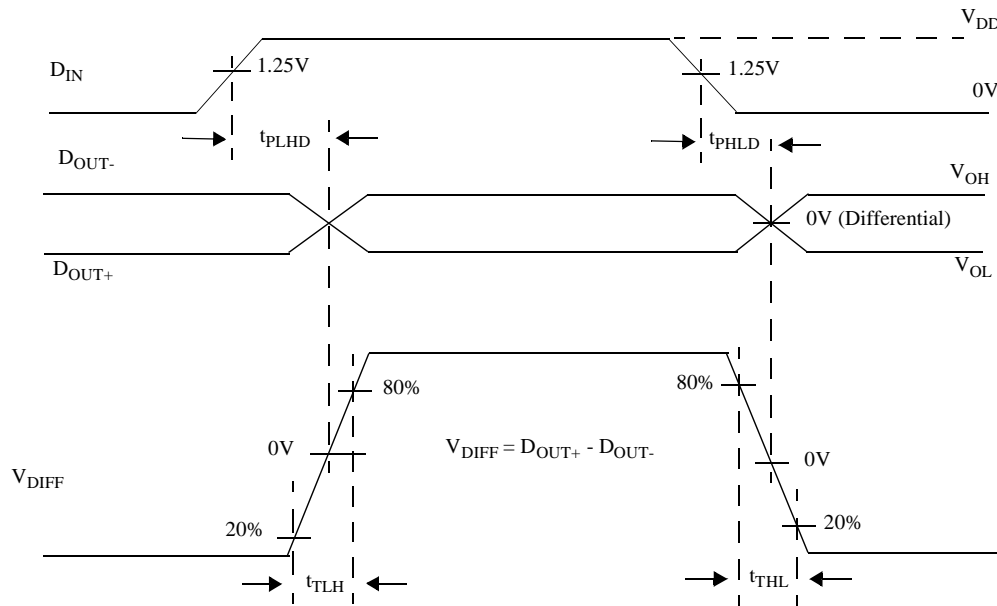 V_DD
D_IN
1.25V
1.25V
0V
t_PLHD
t_PHLD
D_OUT-
V_OH
0V (Differential)
D_OUT+
V_OL
80%
80%
0V
V_DIFF = D_OUT+ - D_OUT-
0V
V_DIFF
20%
20%
t_TLH
t_THL